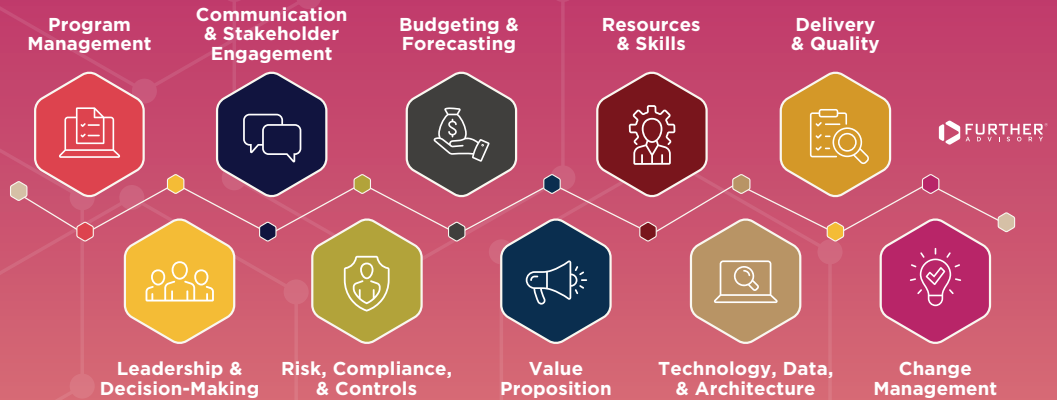 Program
Management
Communication
& Stakeholder
Engagement
Budgeting &
Forecasting
Resources
& Skills
Delivery
& Quality
$
FURTHER
ADVISORY
Leadership &
Decision-Making
Risk, Compliance,
& Controls
Value
Proposition
Technology, Data,
& Architecture
Change
Management